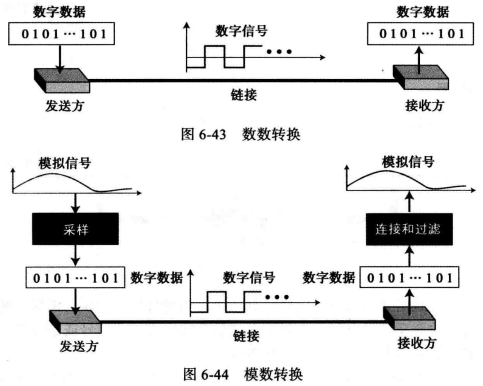 数字数据
数字数据
0101…101
数字信号
0101…101
发送方
链接
接收方
图 6-43 数数转换
模拟信号
模拟信号
采样
连接和过滤
0101…101
数字数据
数字信号
数字数据
0101…101
发送方
链接
接收方
图 6-44 模数转换